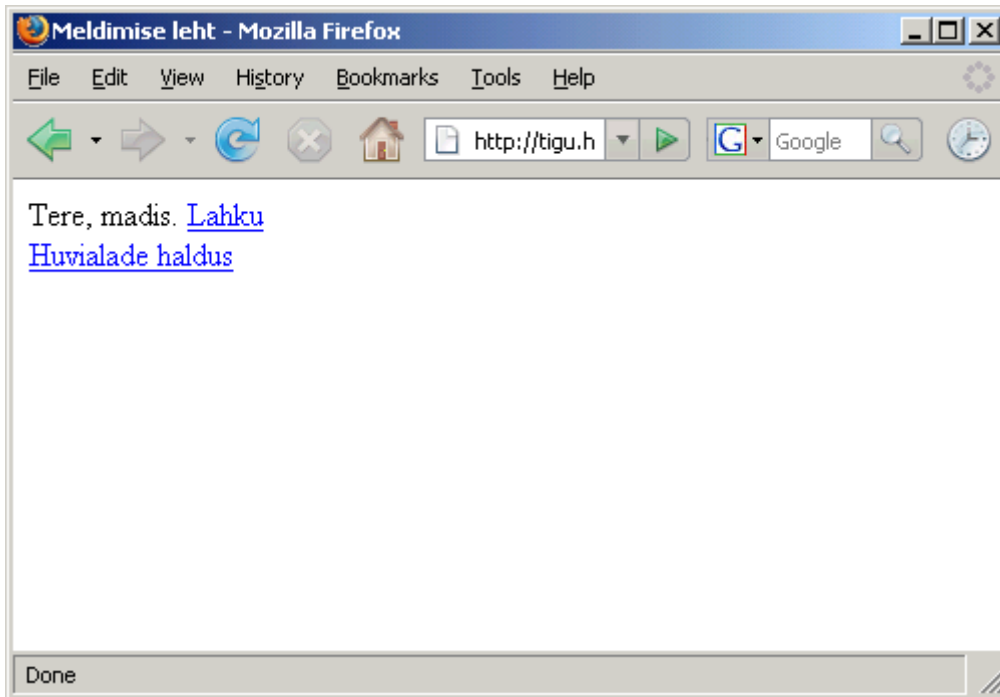 Meldimise leht - Mozilla Firefox
File Edit View History Bookmarks Tools Help
http://tigu.h G Google
Tere, madis. Lahku
Huvialade haldus
Done